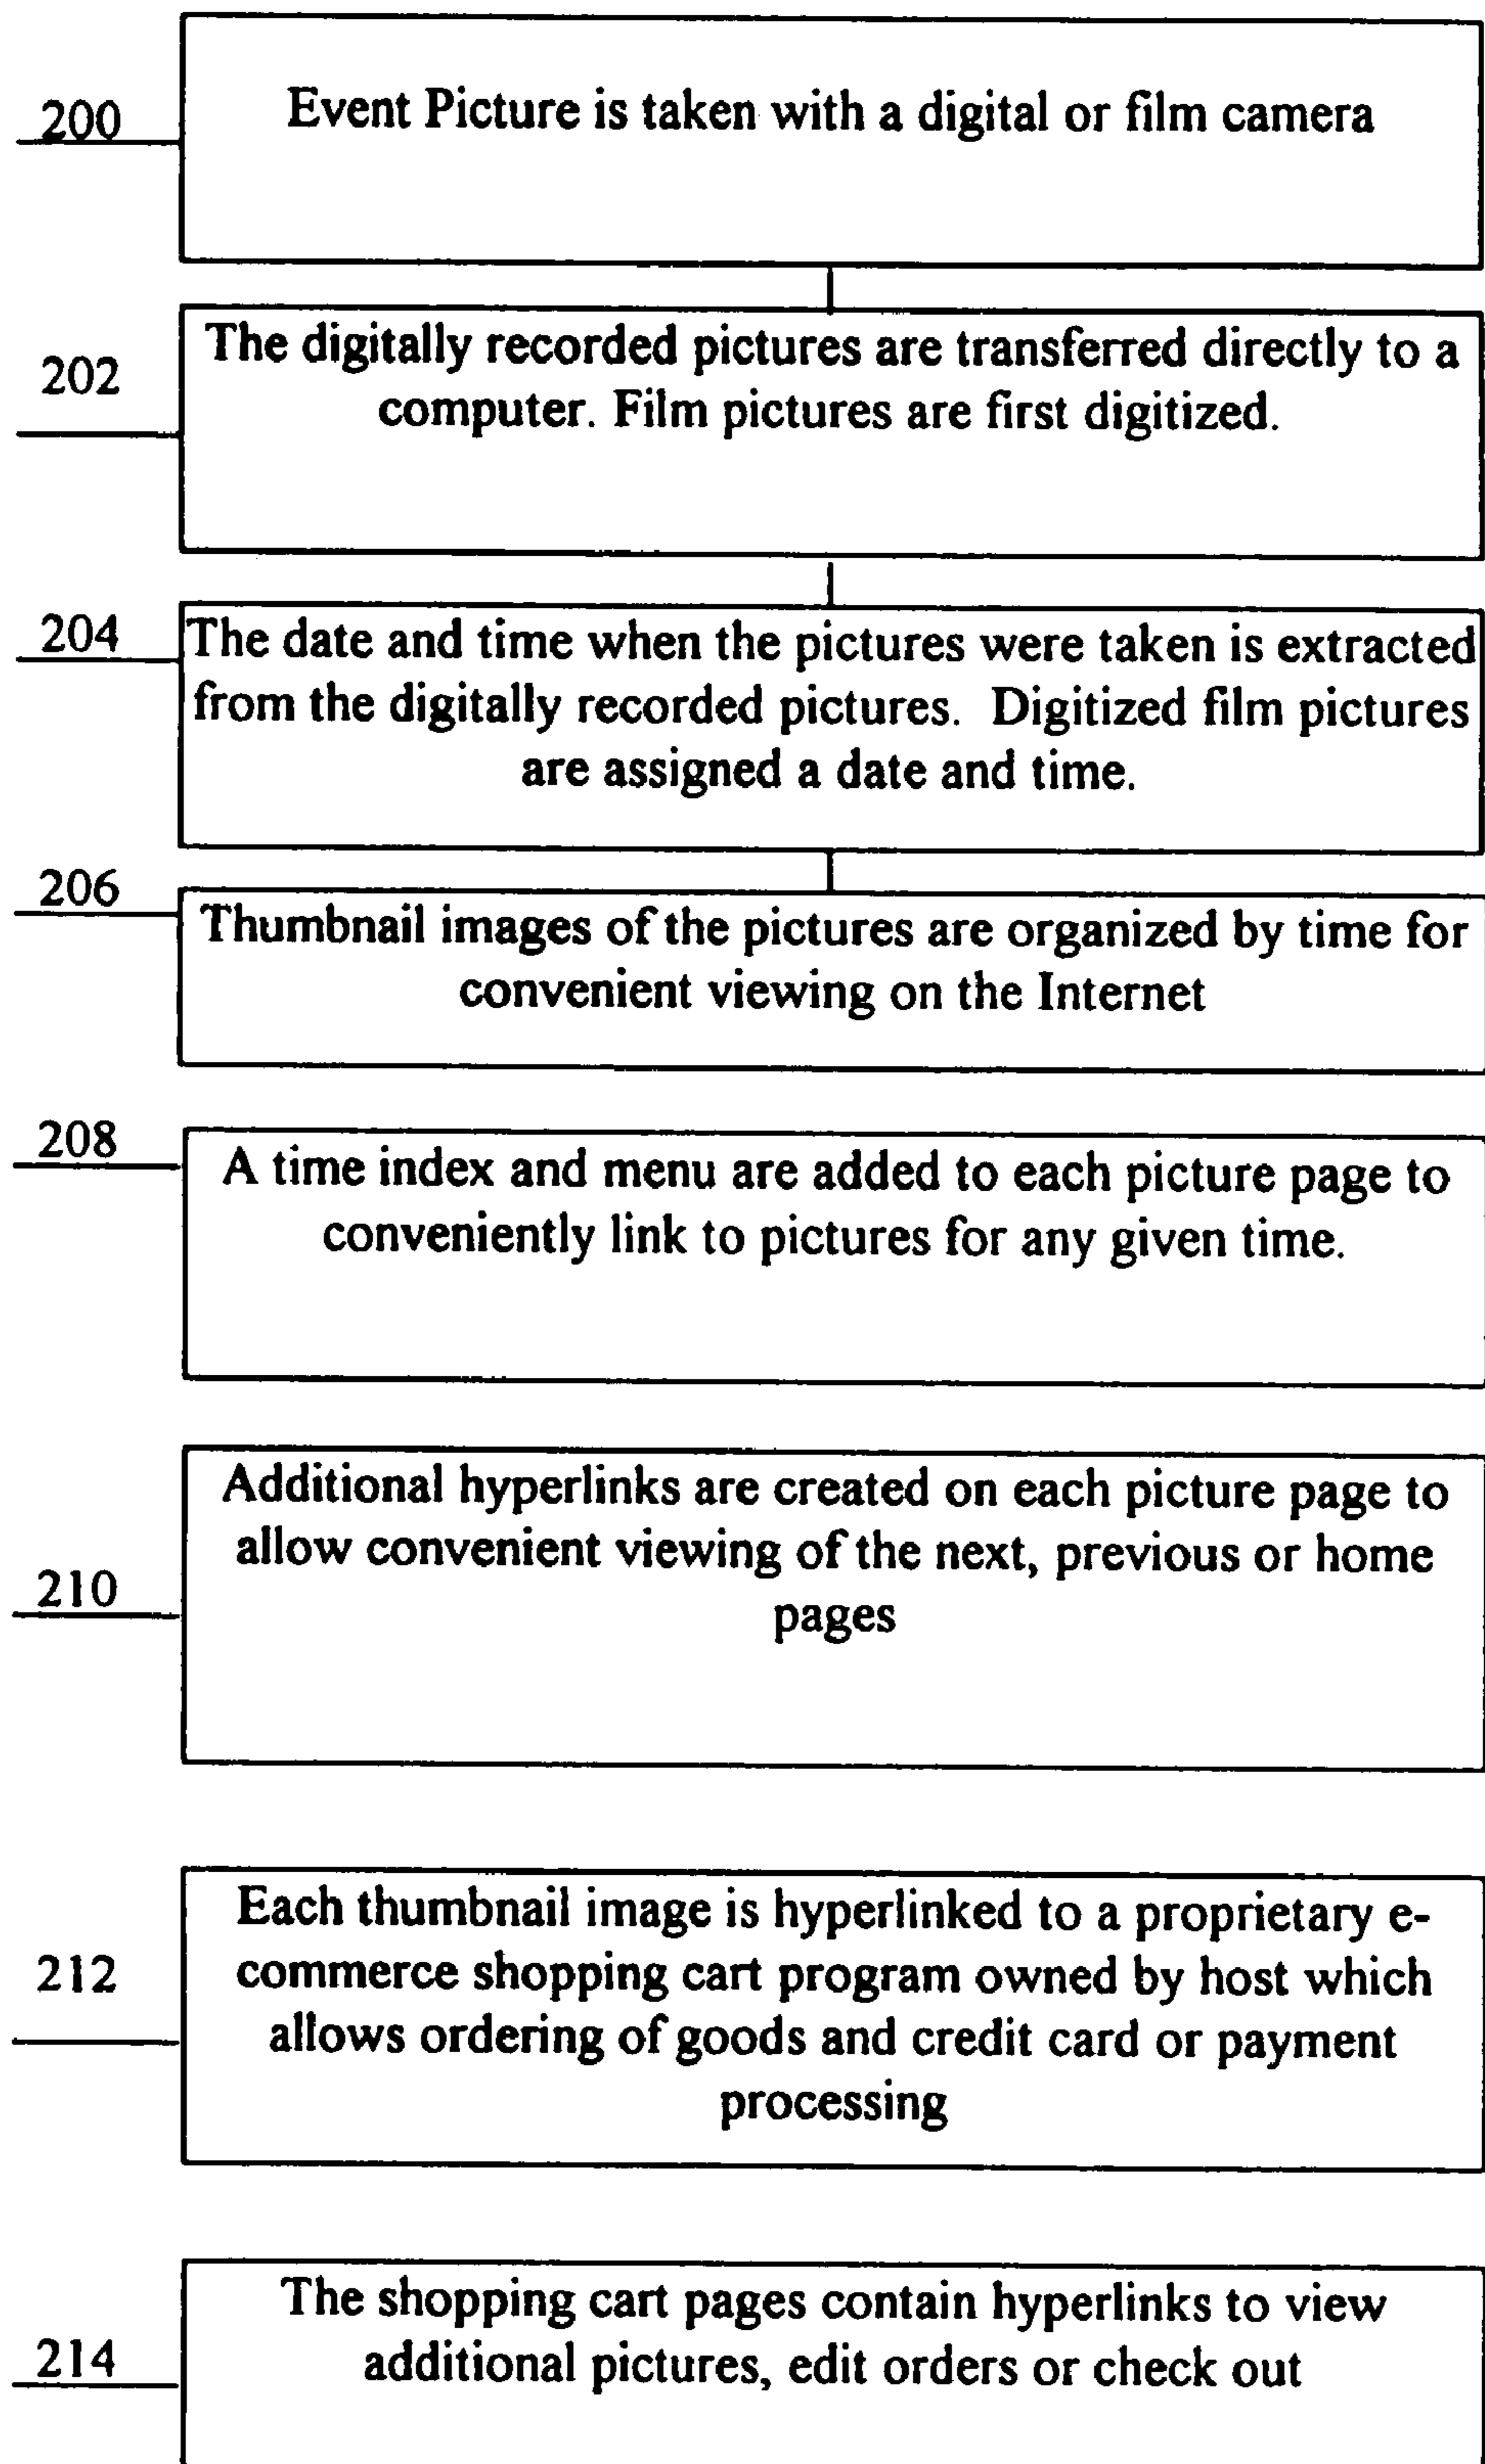 200
Event Picture is taken with a digital or film camera
202
The digitally recorded pictures are transferred directly to a
computer. Film pictures are first digitized.
204
The date and time when the pictures were taken is extracted
from the digitally recorded pictures.  Digitized film pictures
are assigned a date and time.
206
Thumbnail images of the pictures are organized by time for
convenient viewing on the Internet
208
A time index and menu are added to each picture page to
conveniently link to pictures for any given time.
210
Additional hyperlinks are created on each picture page to
allow convenient viewing of the next, previous or home
pages
212
Each thumbnail image is hyperlinked to a proprietary e-
commerce shopping cart program owned by host which
allows ordering of goods and credit card or payment
processing
214
The shopping cart pages contain hyperlinks to view
additional pictures, edit orders or check out